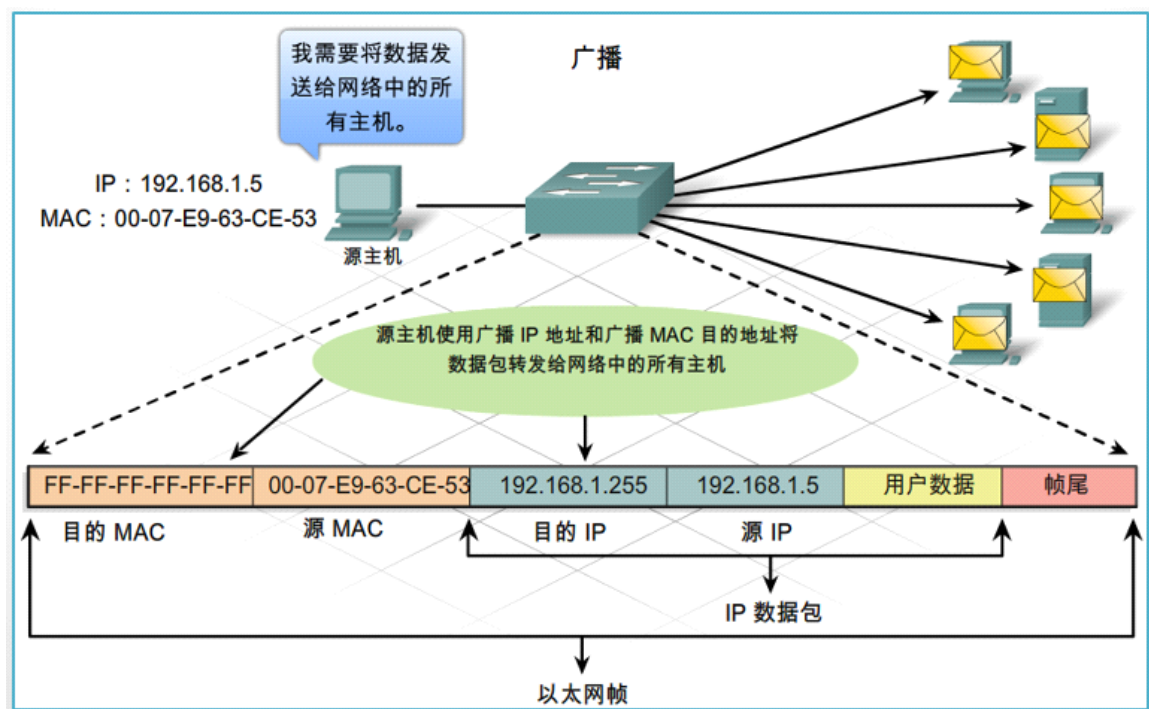 我需要将数据发
送给网络中的所
有主机。
广播
IP：192.168.1.5
MAC：00-07-E9-63-CE-53
源主机
源主机使用广播 IP 地址和广播 MAC 目的地址将
数据包转发给网络中的所有主机
FF-FF-FF-FF-FF-FF 00-07-E9-63-CE-53 192.168.1.255 192.168.1.5 用户数据 帧尾
目的 MAC 源 MAC 目的 IP 源 IP
IP 数据包
以太网帧